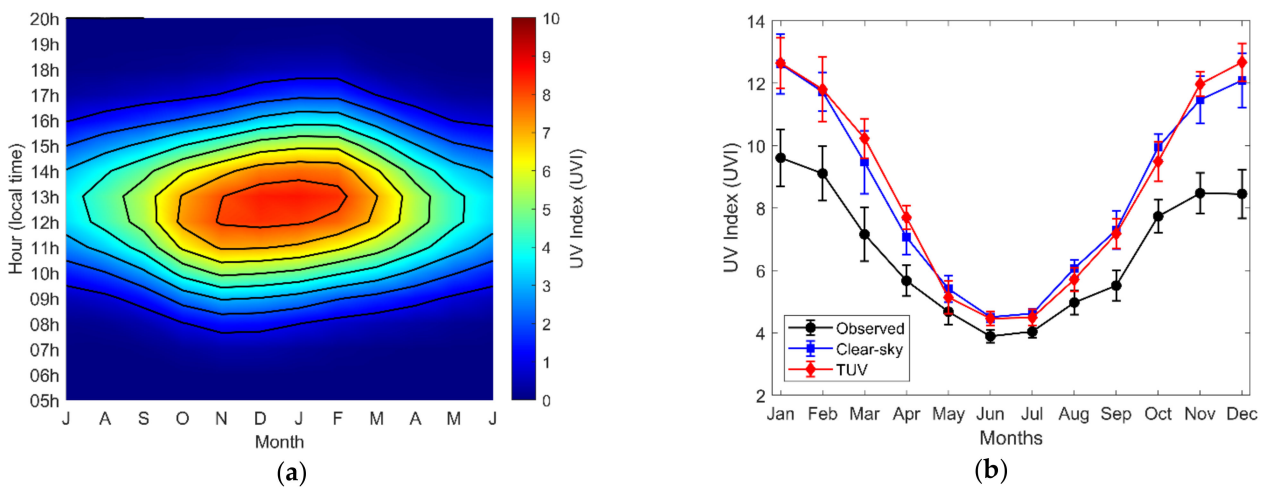 20h
19h
18h
17h
16h
15h
14h
13h
12h
11h
10h
09h
08h
07h
06h
05h
Hour (local time)
J A S O N D J F M A M J
Month
10
9
8
7
6
5
4
3
2
1
0
UV Index (UVI)
(a)
14
12
10
8
6
4
2
UV Index (UVI)
Observed
Clear-sky
TUV
Jan Feb Mar Apr May Jun Jul Aug Sep Oct Nov Dec
Months
(b)